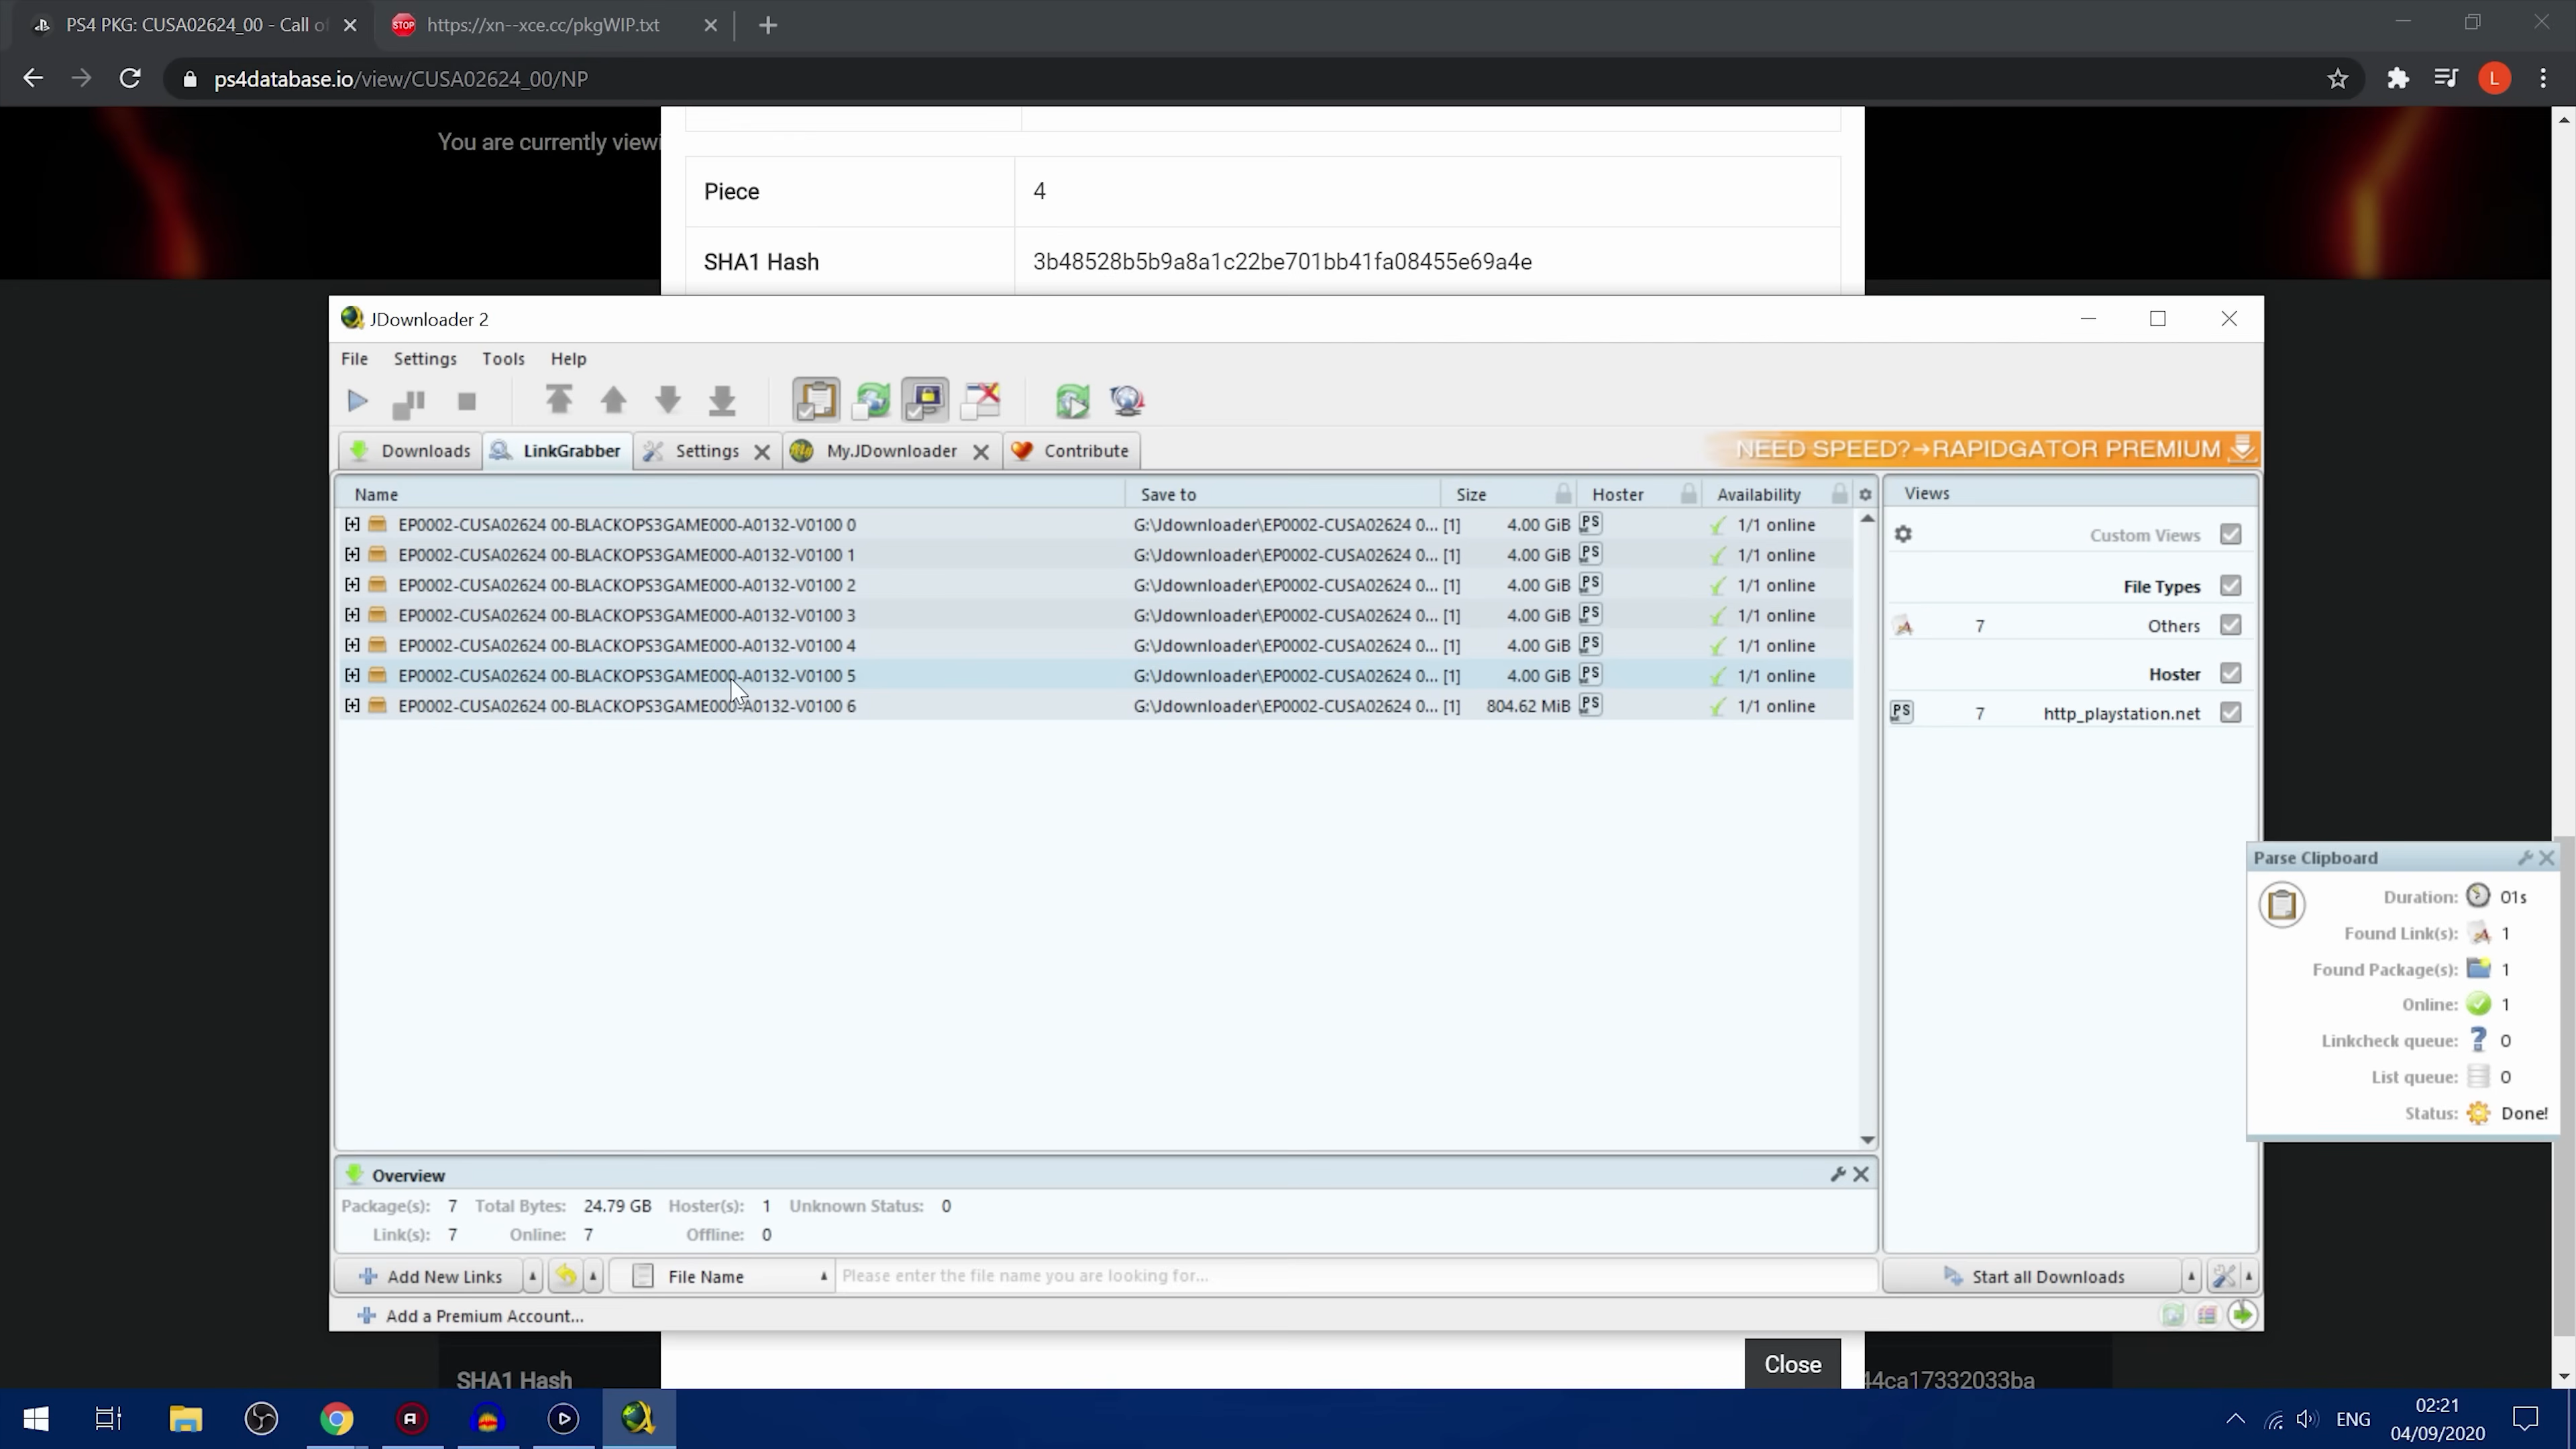 PS4 PKG: CUSA02624_00 - Call of
STOP https://xn--xce.cc/pkgWIP.txt
ps4database.io/view/CUSA02624_00/NP
L
You are currently viewi
Piece 4
SHA1 Hash 3b48528b5b9a8a1c22be701bb41fa08455e69a4e
JDownloader 2
File Settings Tools Help
Downloads LinkGrabber Settings My.JDownloader Contribute NEED SPEED?→RAPIDGATOR PREMIUM
Name Save to Size Hoster Availability Views
EP0002-CUSA02624 00-BLACKOPS3GAME000-A0132-V0100 0 G:\Jdownloader\EP0002-CUSA02624 0... [1] 4.00 GiB PS 1/1 online
Custom Views
EP0002-CUSA02624 00-BLACKOPS3GAME000-A0132-V0100 1 G:\Jdownloader\EP0002-CUSA02624 0... [1] 4.00 GiB PS 1/1 online
EP0002-CUSA02624 00-BLACKOPS3GAME000-A0132-V0100 2 G:\Jdownloader\EP0002-CUSA02624 0... [1] 4.00 GiB PS 1/1 online
File Types
EP0002-CUSA02624 00-BLACKOPS3GAME000-A0132-V0100 3 G:\Jdownloader\EP0002-CUSA02624 0... [1] 4.00 GiB PS 1/1 online
7 Others
EP0002-CUSA02624 00-BLACKOPS3GAME000-A0132-V0100 4 G:\Jdownloader\EP0002-CUSA02624 0... [1] 4.00 GiB PS 1/1 online
EP0002-CUSA02624 00-BLACKOPS3GAME000-A0132-V0100 5 G:\Jdownloader\EP0002-CUSA02624 0... [1] 4.00 GiB PS 1/1 online
Hoster
EP0002-CUSA02624 00-BLACKOPS3GAME000-A0132-V0100 6 G:\Jdownloader\EP0002-CUSA02624 0... [1] 804.62 MiB PS 1/1 online
PS 7 http_playstation.net
Parse Clipboard
Duration: 01s
Found Link(s): 1
Found Package(s): 1
Online: 1
Linkcheck queue: 0
List queue: 0
Status: Done!
Overview
Package(s): 7 Total Bytes: 24.79 GB Hoster(s): 1 Unknown Status: 0
Link(s): 7 Online: 7 Offline: 0
Add New Links File Name Please enter the file name you are looking for... Start all Downloads
Add a Premium Account...
Close
SHA1 Hash 44ca17332033ba
ENG 02:21
04/09/2020